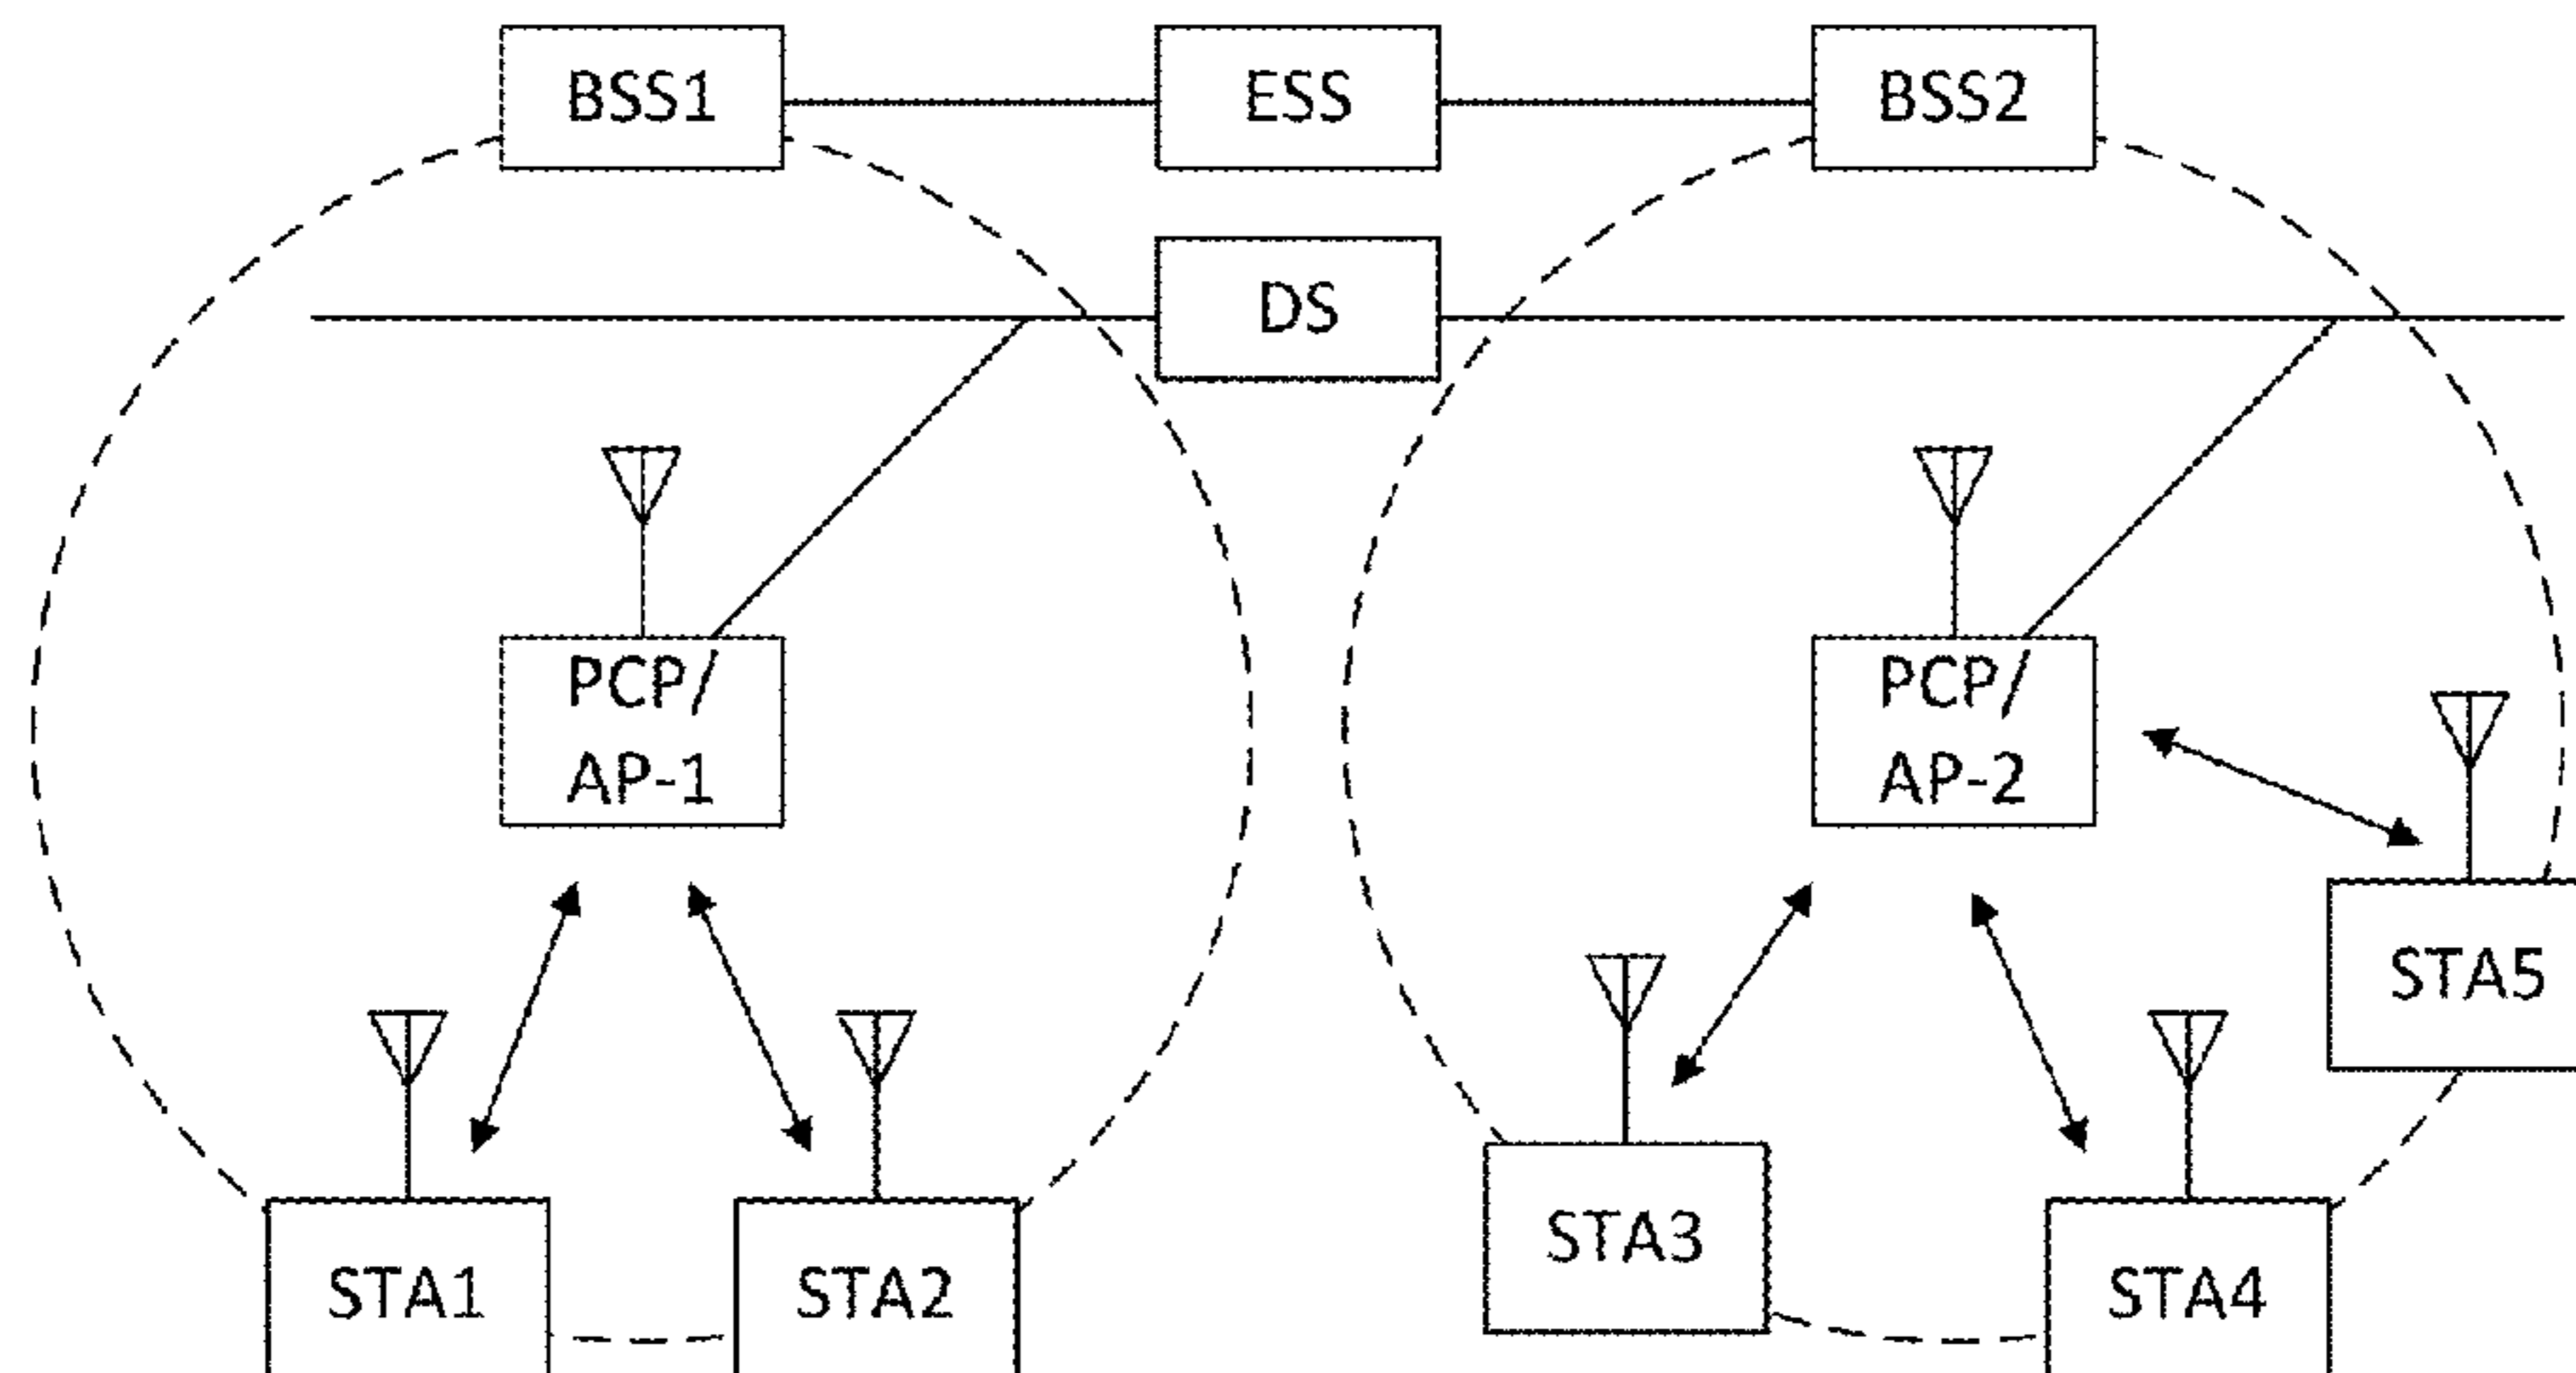 BSS1
ESS
BSS2
DS
PCP/
AP-1
PCP/
AP-2
STA5
STA3
STA1
STA2
STA4